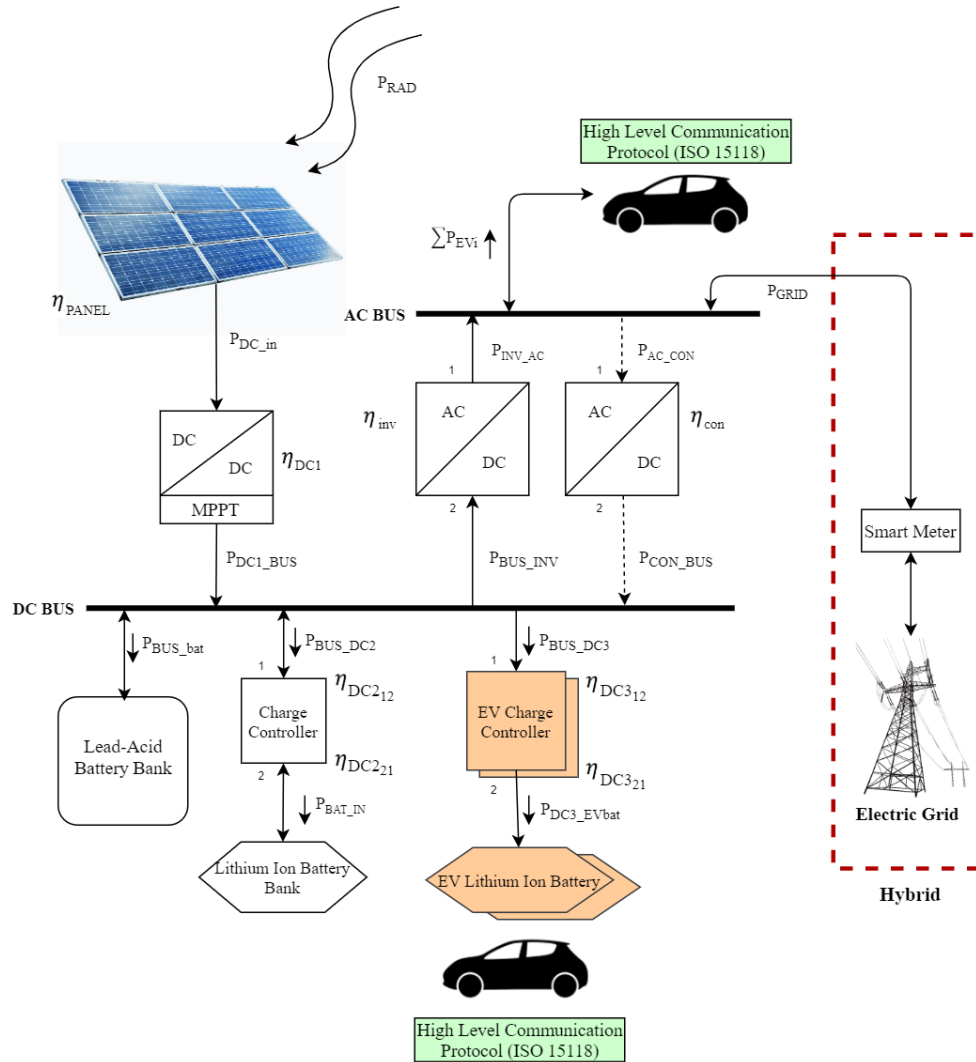 P_RAD
High Level Communication
Protocol (ISO 15118)
∑P_EVi
η_PANEL
P_GRID
AC BUS
P_DC_in
P_INV_AC
P_AC_CON
1
1
η_inv
AC
DC
AC
DC
η_con
DC
DC
η_DC1
MPPT
2
2
Smart Meter
P_DC1_BUS
P_BUS_INV
P_CON_BUS
DC BUS
P_BUS_bat
P_BUS_DC2
P_BUS_DC3
1
1
η_DC2_12
η_DC3_12
Charge
Controller
EV Charge
Controller
Lead-Acid
Battery Bank
η_DC2_21
η_DC3_21
2
2
P_BAT_IN
P_DC3_EVbat
Electric Grid
Lithium Ion Battery
Bank
EV Lithium Ion Battery
Hybrid
High Level Communication
Protocol (ISO 15118)